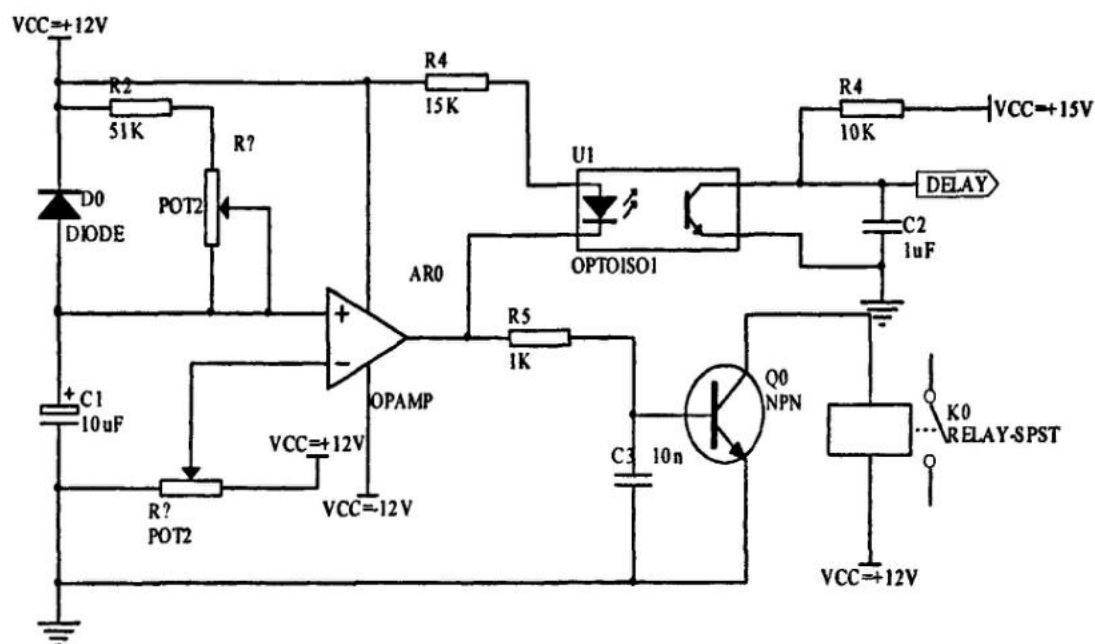 VCC=+12V
R2
51K
R?
POT2
D0
DIODE
R4
15K
U1
OPTOISO1
R4
10K
VCC=+15V
DELAY
C2
1uF
AR0
+
−
OPAMP
R5
1K
+
C1
10uF
VCC=+12V
R?
POT2
VCC=-12V
C3
10n
Q0
NPN
K0
RELAY-SPST
VCC=+12V